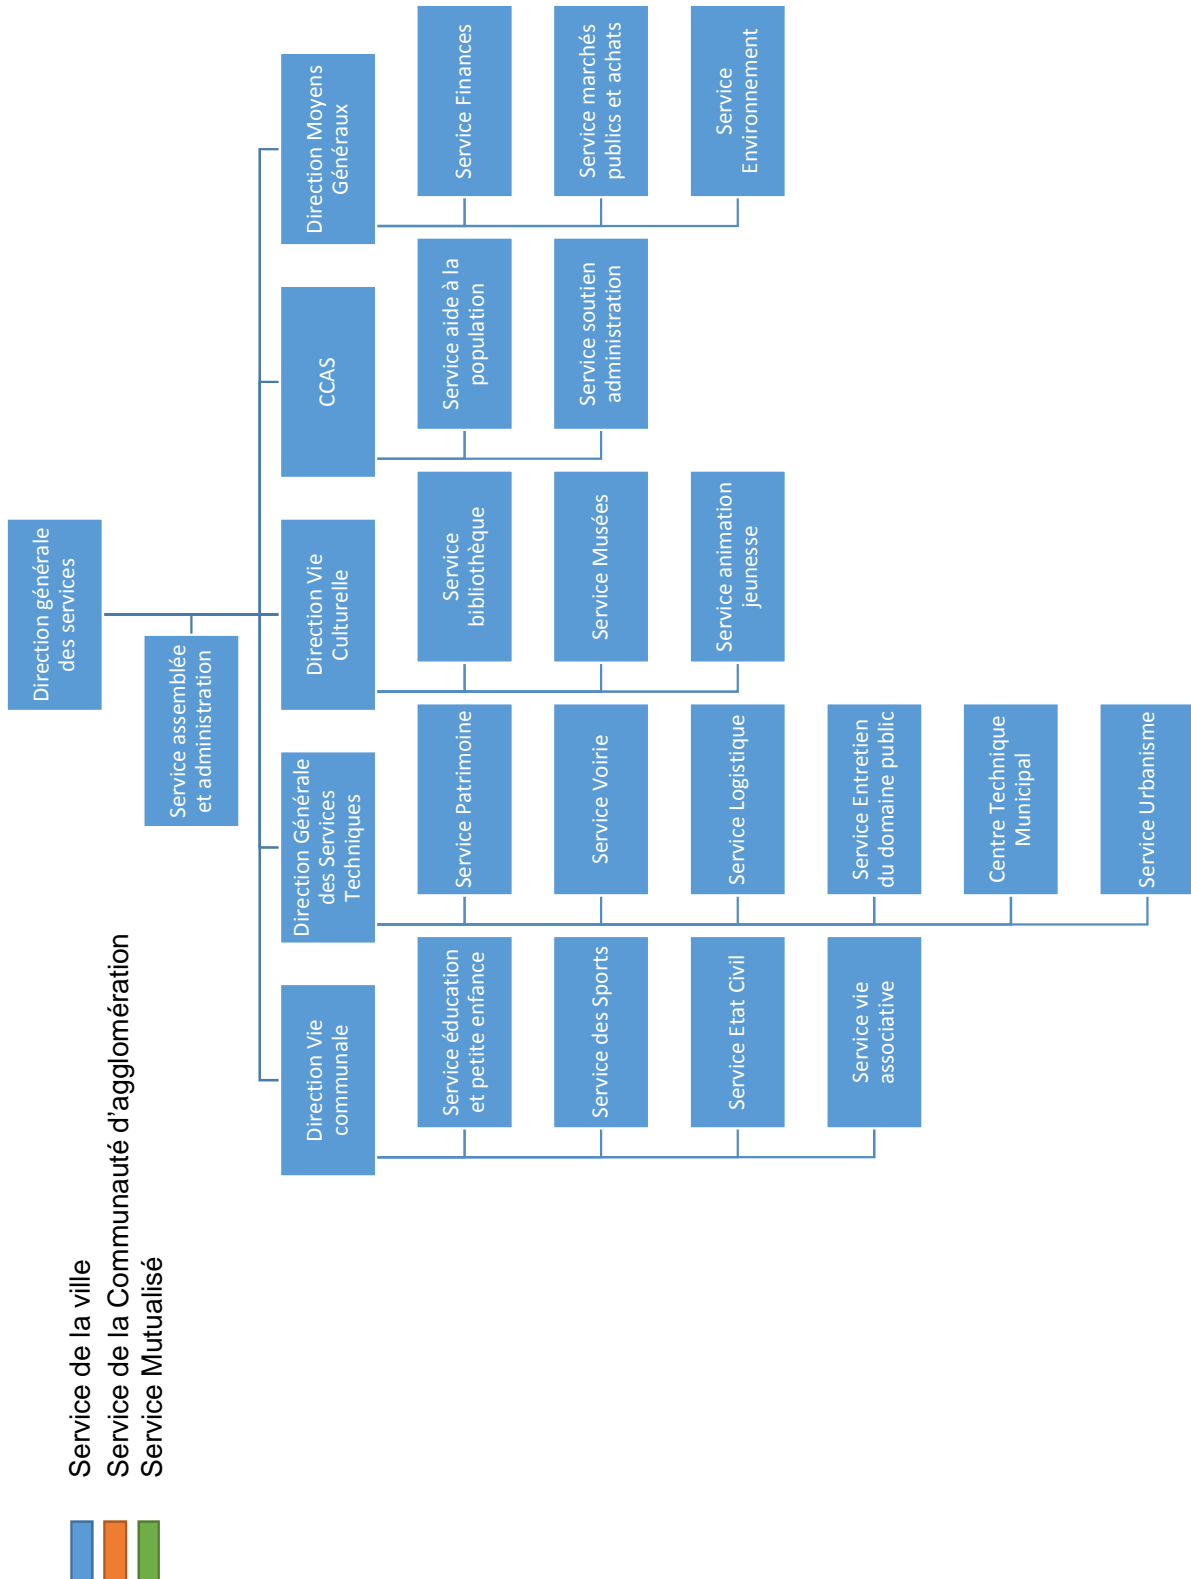 Service de la ville
Service de la Communauté d'agglomération
Service Mutualisé
Direction générale
des services
Service assemblée
et administration
Direction Vie
communale
Service éducation
et petite enfance
Service des Sports
Service Etat Civil
Service vie
associative
Direction Générale
des Services
Techniques
Service Patrimoine
Service Voirie
Service Logistique
Service Entretien
du domaine public
Centre Technique
Municipal
Service Urbanisme
Direction Vie
Culturelle
Service
bibliothèque
Service Musées
Service animation
jeunesse
CCAS
Service aide à la
population
Service soutien
administration
Direction Moyens
Généraux
Service Finances
Service marchés
publics et achats
Service
Environnement